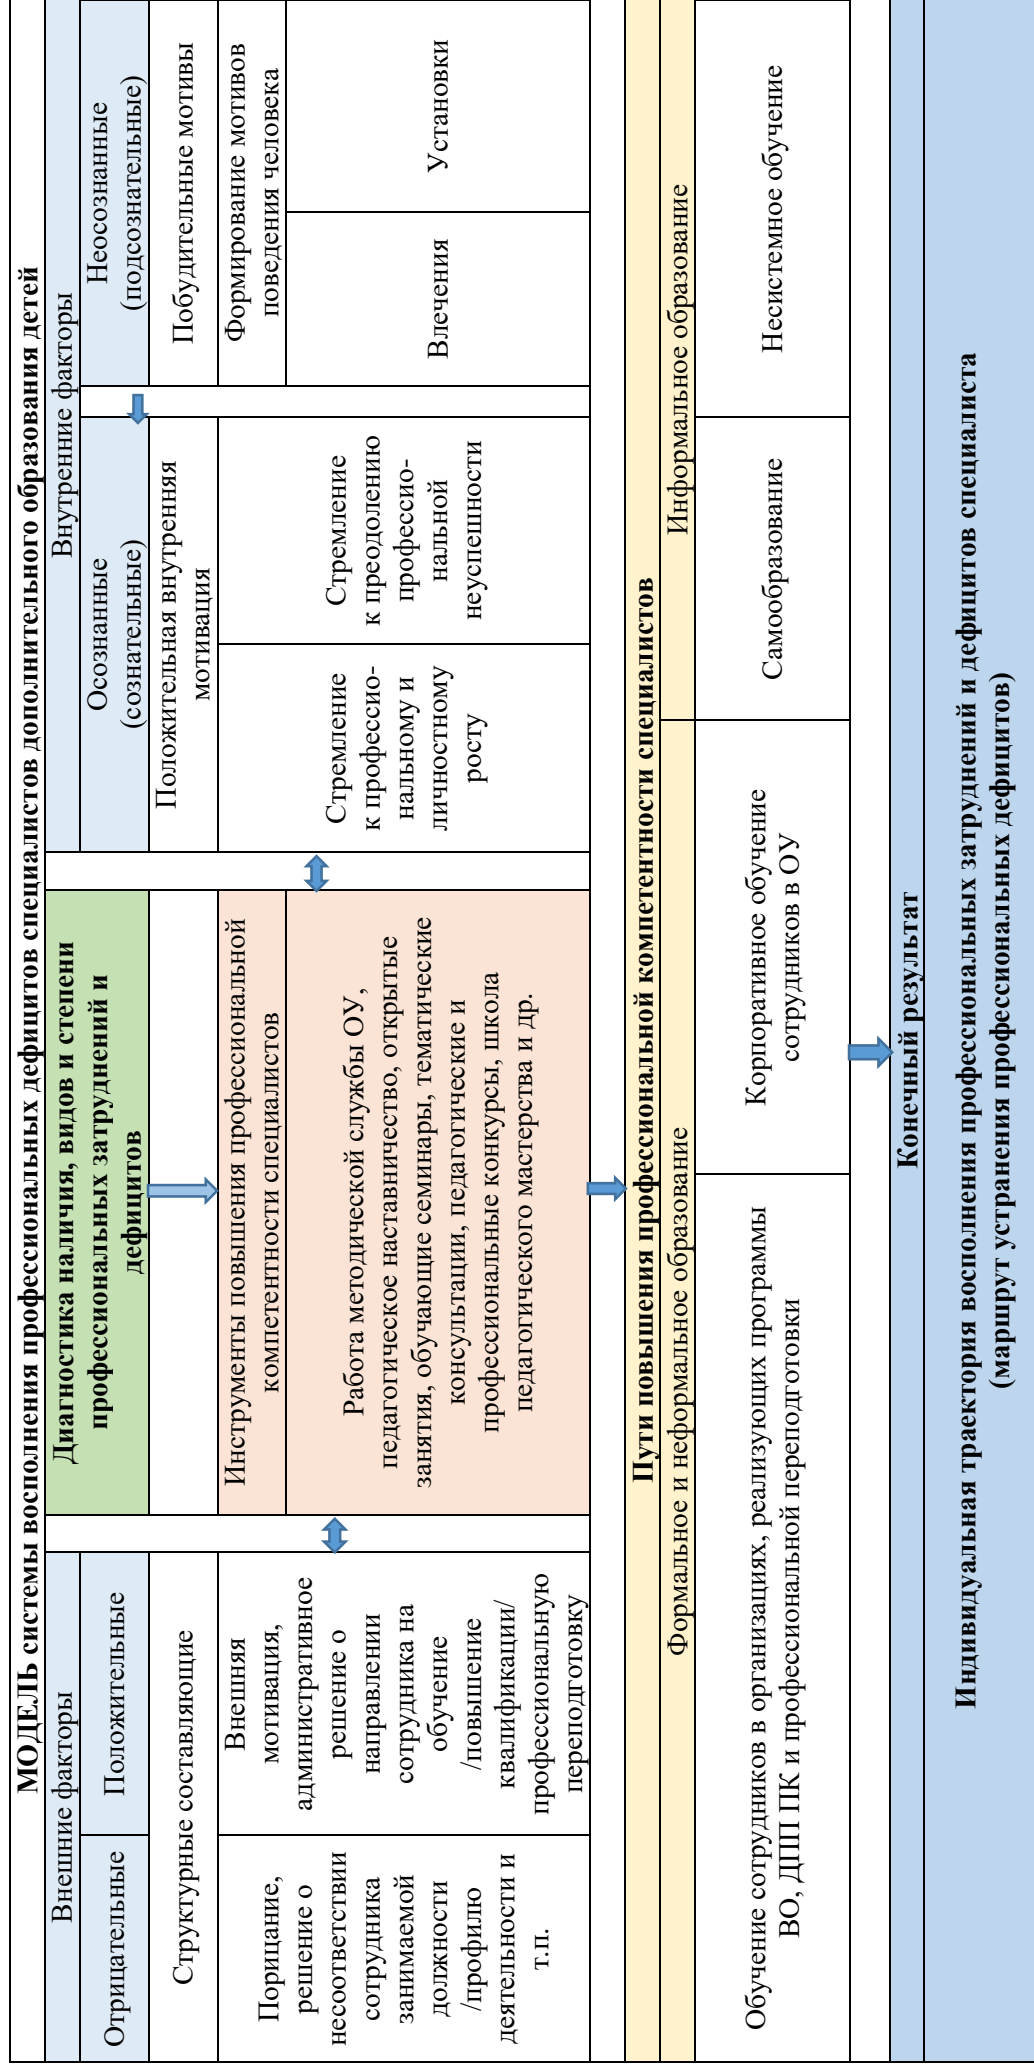 МОДЕЛЬ системы восполнения профессиональных дефицитов специалистов дополнительного образования детей
Внешние факторы
Отрицательные
Положительные
Структурные составляющие
Порицание,
решение о
несоответствии
сотрудника
занимаемой
должности
/профилю
деятельности и
т.п.
Внешняя
мотивация,
административное
решение о
направлении
сотрудника на
обучение
/повышение
квалификации/
профессиональную
переподготовку
Диагностика наличия, видов и степени
профессиональных затруднений и
дефицитов
Инструменты повышения профессиональной
компетентности специалистов
Работа методической службы ОУ,
педагогическое наставничество, открытые
занятия, обучающие семинары, тематические
консультации, педагогические и
профессиональные конкурсы, школа
педагогического мастерства и др.
Внутренние факторы
Осознанные
(сознательные)
Положительная внутренняя
мотивация
Стремление
к профессио-
нальному и
личностному
росту
Стремление
к преодолению
профессио-
нальной
неуспешности
Неосознанные
(подсознательные)
Побудительные мотивы
Формирование мотивов
поведения человека
Влечения
Установки
Пути повышения профессиональной компетентности специалистов
Формальное и неформальное образование
Информальное образование
Обучение сотрудников в организациях, реализующих программы
ВО, ДПП ПК и профессиональной переподготовки
Корпоративное обучение
сотрудников в ОУ
Самообразование
Несистемное обучение
Конечный результат
Индивидуальная траектория восполнения профессиональных затруднений и дефицитов специалиста
(маршрут устранения профессиональных дефицитов)